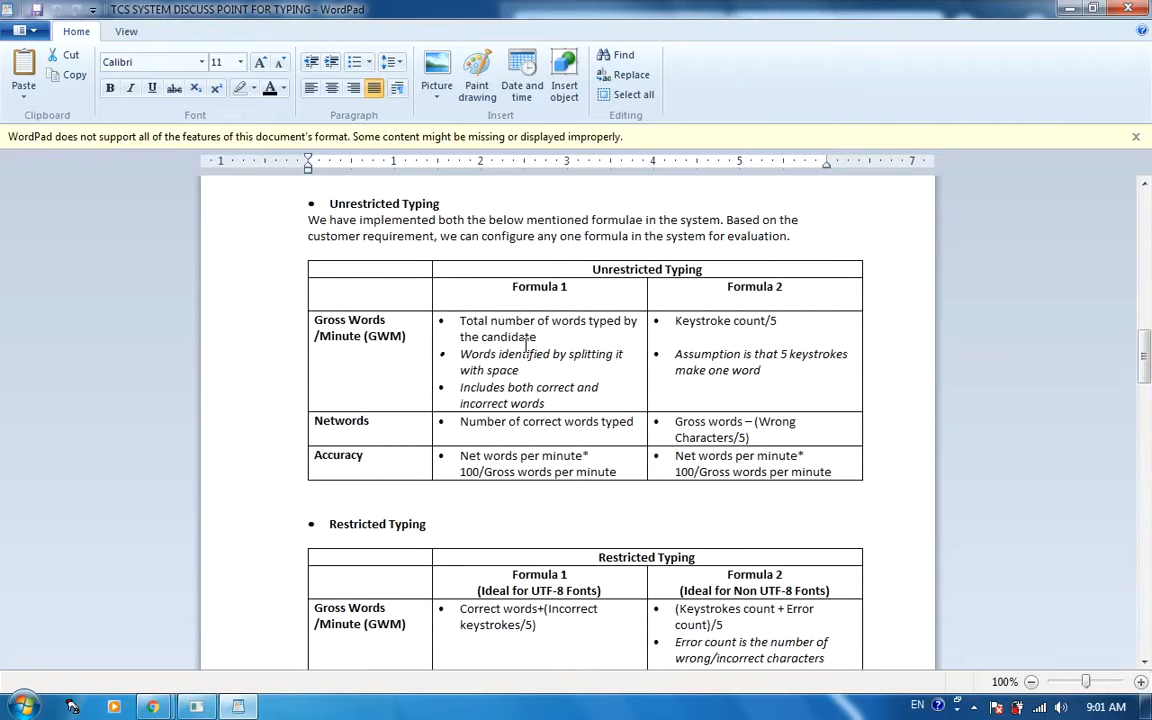 TCS SYSTEM DISCUSS POINT FOR TYPING - WordPad
Home View
Paste
Cut
Copy
Clipboard
Calibri 11
B I U abc X₂ X²
Font
Paragraph
Picture
Paint drawing
Date and time
Insert object
Insert
Find
Replace
Select all
Editing
WordPad does not support all of the features of this document's format. Some content might be missing or displayed improperly.
1 1 2 3 4 5 7
• Unrestricted Typing
We have implemented both the below mentioned formulae in the system. Based on the
customer requirement, we can configure any one formula in the system for evaluation.
Unrestricted Typing
Formula 1 Formula 2
Gross Words
/Minute (GWM)
• Total number of words typed by
the candidate
• Words identified by splitting it
with space
• Includes both correct and
incorrect words
• Keystroke count/5
• Assumption is that 5 keystrokes
make one word
Networds
• Number of correct words typed
• Gross words – (Wrong
Characters/5)
Accuracy
• Net words per minute*
100/Gross words per minute
• Net words per minute*
100/Gross words per minute
• Restricted Typing
Restricted Typing
Formula 1
(Ideal for UTF-8 Fonts)
Formula 2
(Ideal for Non UTF-8 Fonts)
Gross Words
/Minute (GWM)
• Correct words+(Incorrect
keystrokes/5)
• (Keystrokes count + Error
count)/5
• Error count is the number of
wrong/incorrect characters
100%
EN 9:01 AM